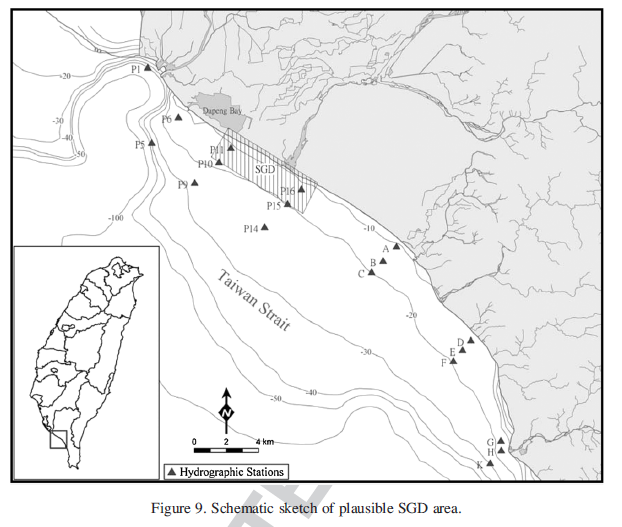 P1
-20
-30
-40
-50
Dapeng Bay
P6
P5
P11
P10
SGD
P9
P16
P15
-100
P14
-10
A
B
C
Taiwan Strait
-20
D
E
F
-30
-40
-50
N
0 2 4 km
G
H
K
Hydrographic Stations
Figure 9. Schematic sketch of plausible SGD area.